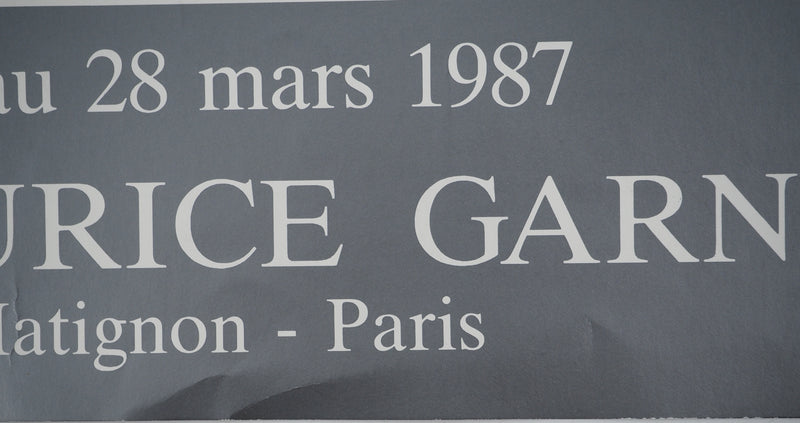 au 28 mars 1987
URICE GARN
Matignon - Paris